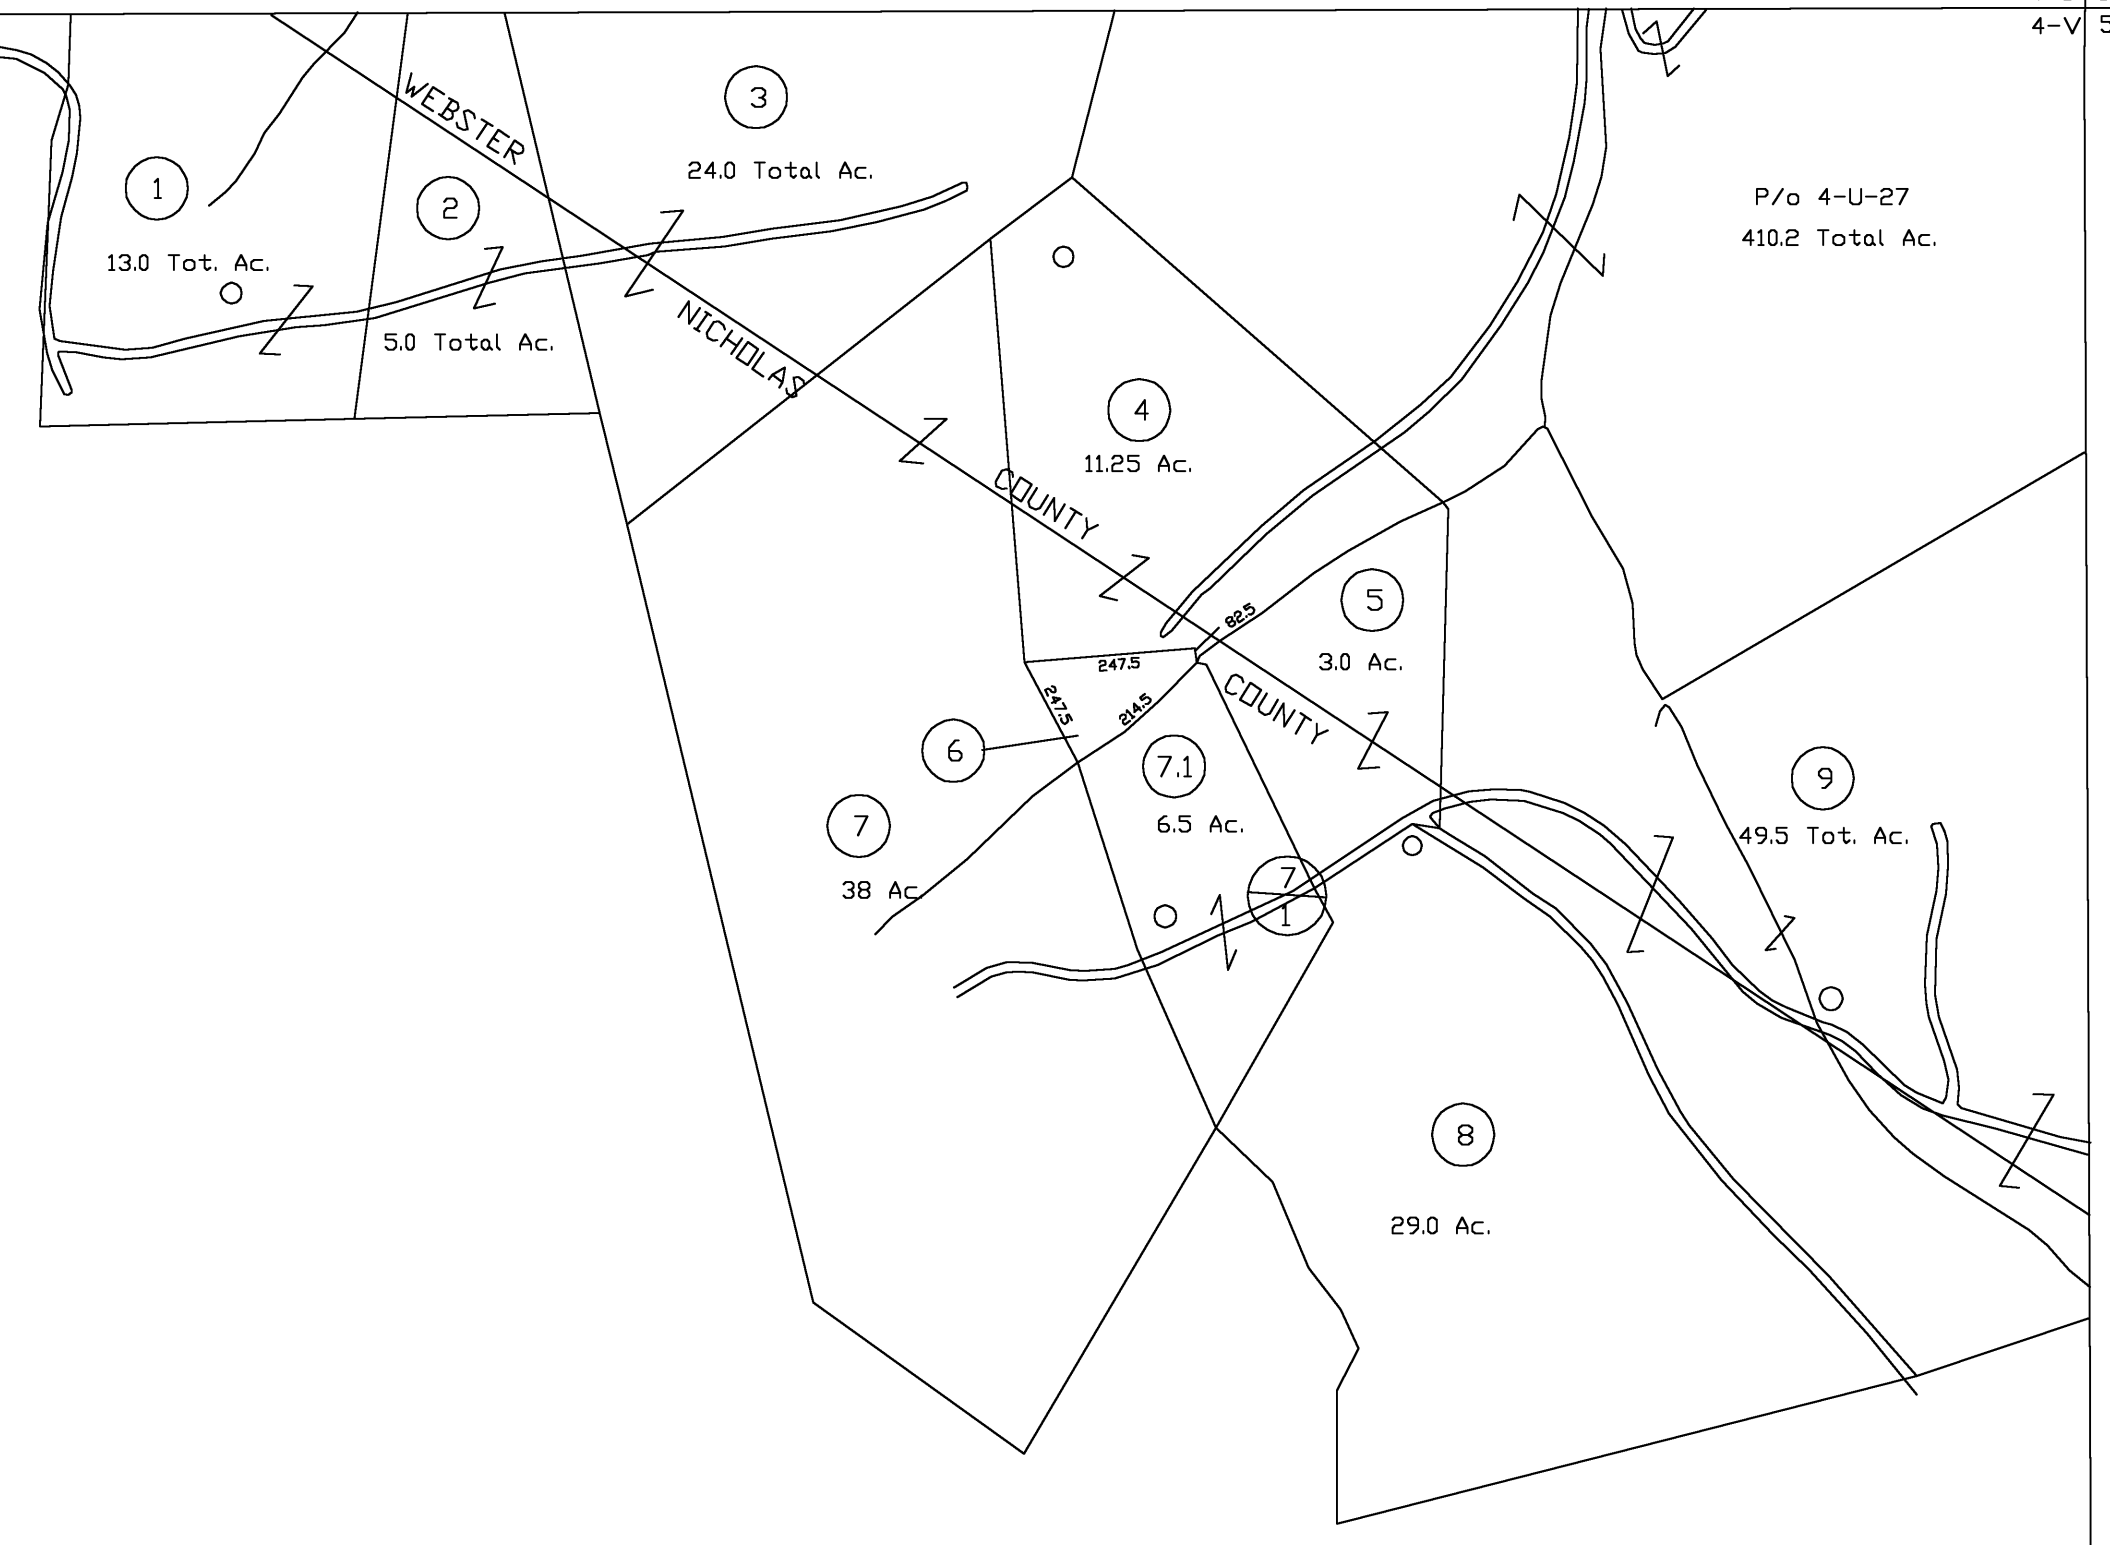 4-V 5
WEBSTER COUNTY
NICHOLAS COUNTY
1
13.0 Tot. Ac.
2
5.0 Total Ac.
3
24.0 Total Ac.
P/o 4-U-27
410.2 Total Ac.
4
11.25 Ac.
5
3.0 Ac.
82.5
247.5
247.5
214.5
6
7
38 Ac.
7.1
6.5 Ac.
7
1
8
29.0 Ac.
9
49.5 Tot. Ac.